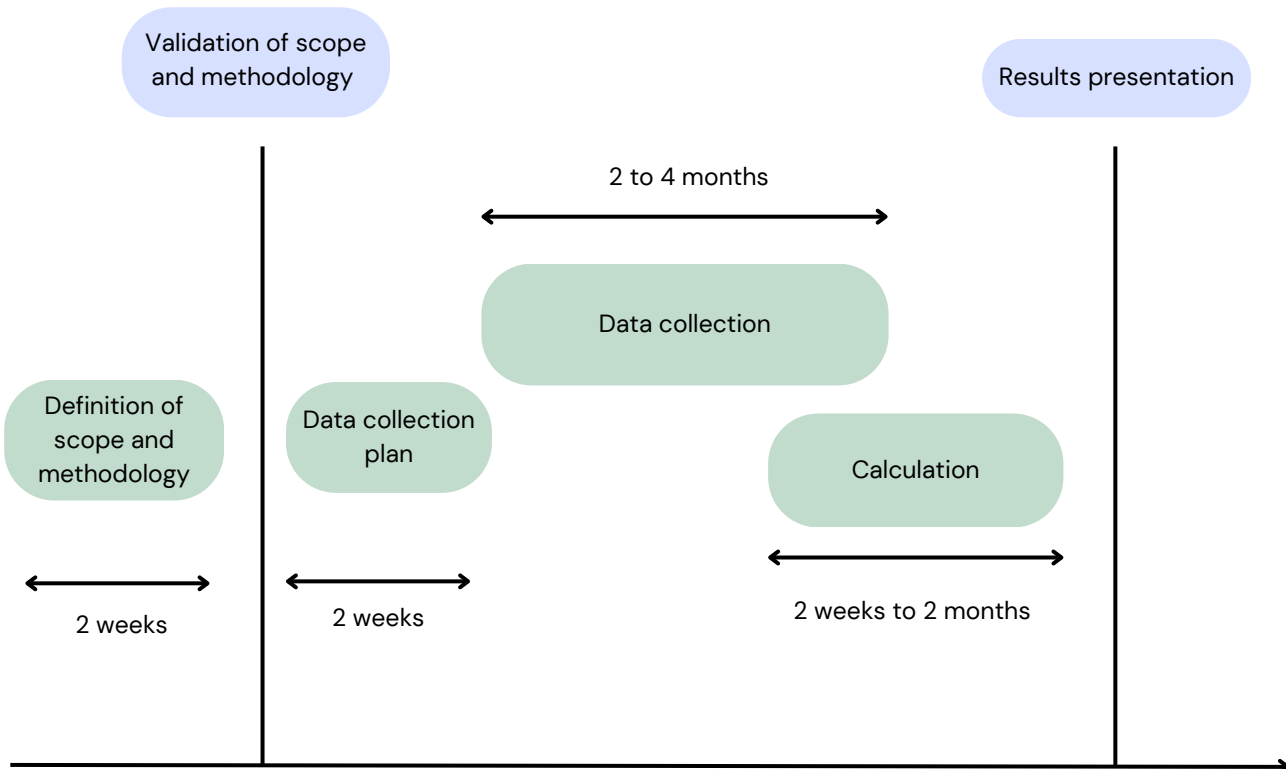 Validation of scope
and methodology
Results presentation
2 to 4 months
Data collection
Definition of
scope and
methodology
Data collection
plan
Calculation
2 weeks
2 weeks
2 weeks to 2 months